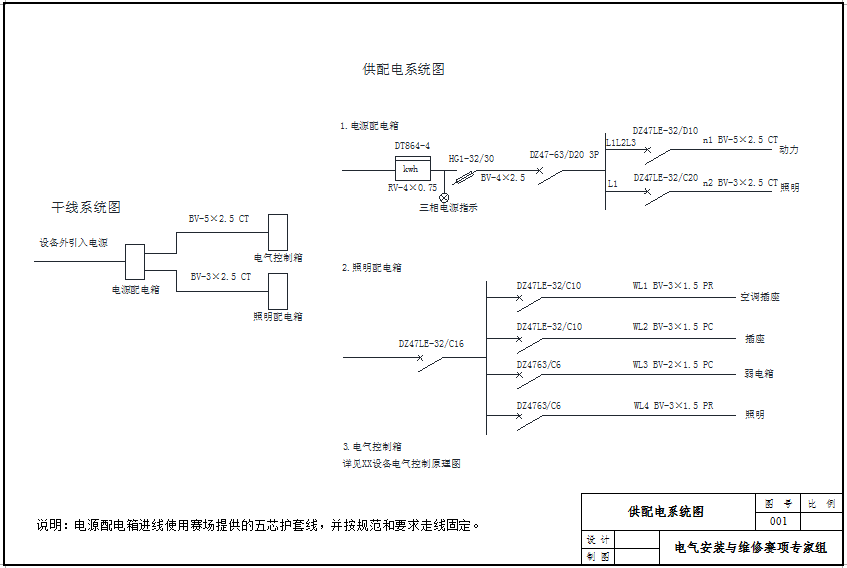 供配电系统图
1.电源配电箱
DT864-4
kwh
RV-4×0.75
三相电源指示
HG1-32/30
BV-4×2.5
DZ47-63/D20 3P
L1L2L3
DZ47LE-32/D10
n1 BV-5×2.5 CT
动力
L1
DZ47LE-32/C20
n2 BV-3×2.5 CT
照明
干线系统图
设备外引入电源
BV-5×2.5 CT
电气控制箱
BV-3×2.5 CT
电源配电箱
照明配电箱
2.照明配电箱
DZ47LE-32/C16
DZ47LE-32/C10
WL1 BV-3×1.5 PR
空调插座
DZ47LE-32/C10
WL2 BV-3×1.5 PC
插座
DZ4763/C6
WL3 BV-2×1.5 PC
弱电箱
DZ4763/C6
WL4 BV-3×1.5 PR
照明
3.电气控制箱
详见XX设备电气控制原理图
说明：电源配电箱进线使用赛场提供的五芯护套线，并按规范和要求走线固定。
供配电系统图
图 号
比 例
001
设 计
制 图
电气安装与维修赛项专家组